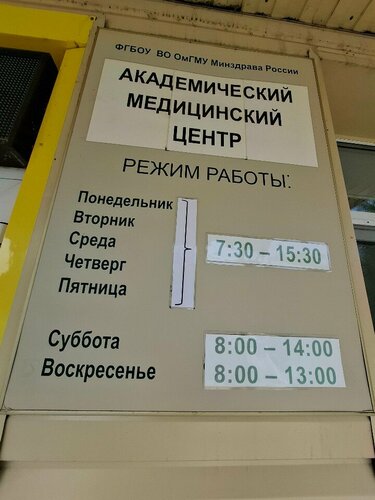 ФГБОУ ВО ОмГМУ Минздрава России
АКАДЕМИЧЕСКИЙ
МЕДИЦИНСКИЙ
ЦЕНТР
РЕЖИМ РАБОТЫ:
Понедельник
Вторник
Среда
Четверг
Пятница
7:30 – 15:30
Суббота 8:00 – 14:00
Воскресенье 8:00 – 13:00